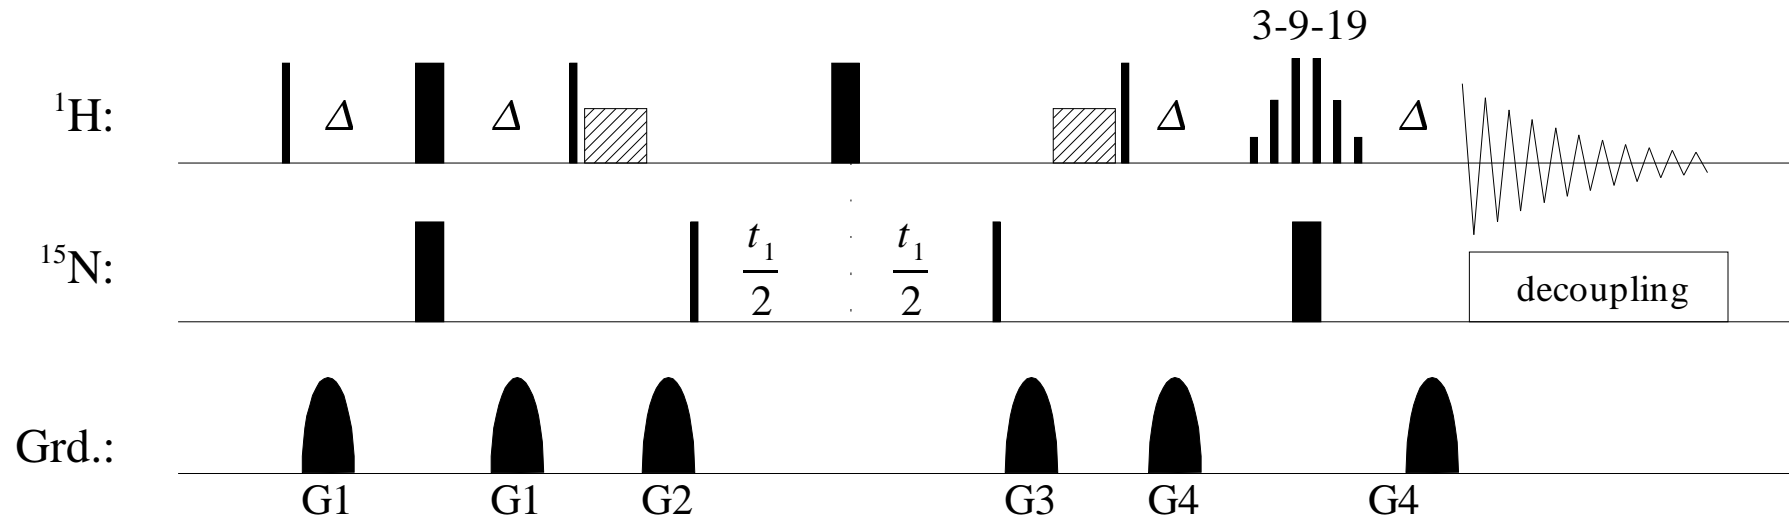 3-9-19
¹H: Δ Δ Δ Δ
¹⁵N: t₁/2 t₁/2 decoupling
Grd.:
G1 G1 G2 G3 G4 G4